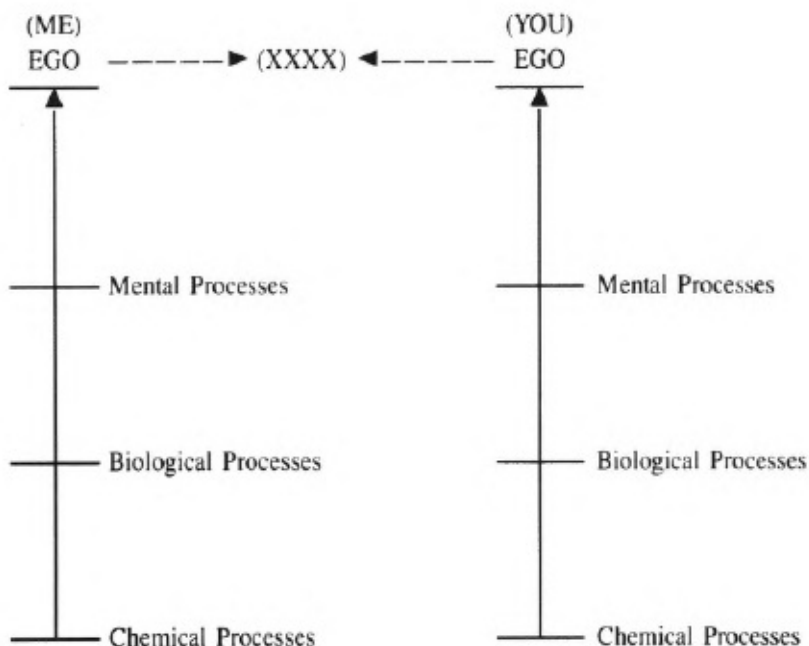 (ME) (YOU)
EGO (XXXX) EGO
Mental Processes Mental Processes
Biological Processes Biological Processes
Chemical Processes Chemical Processes